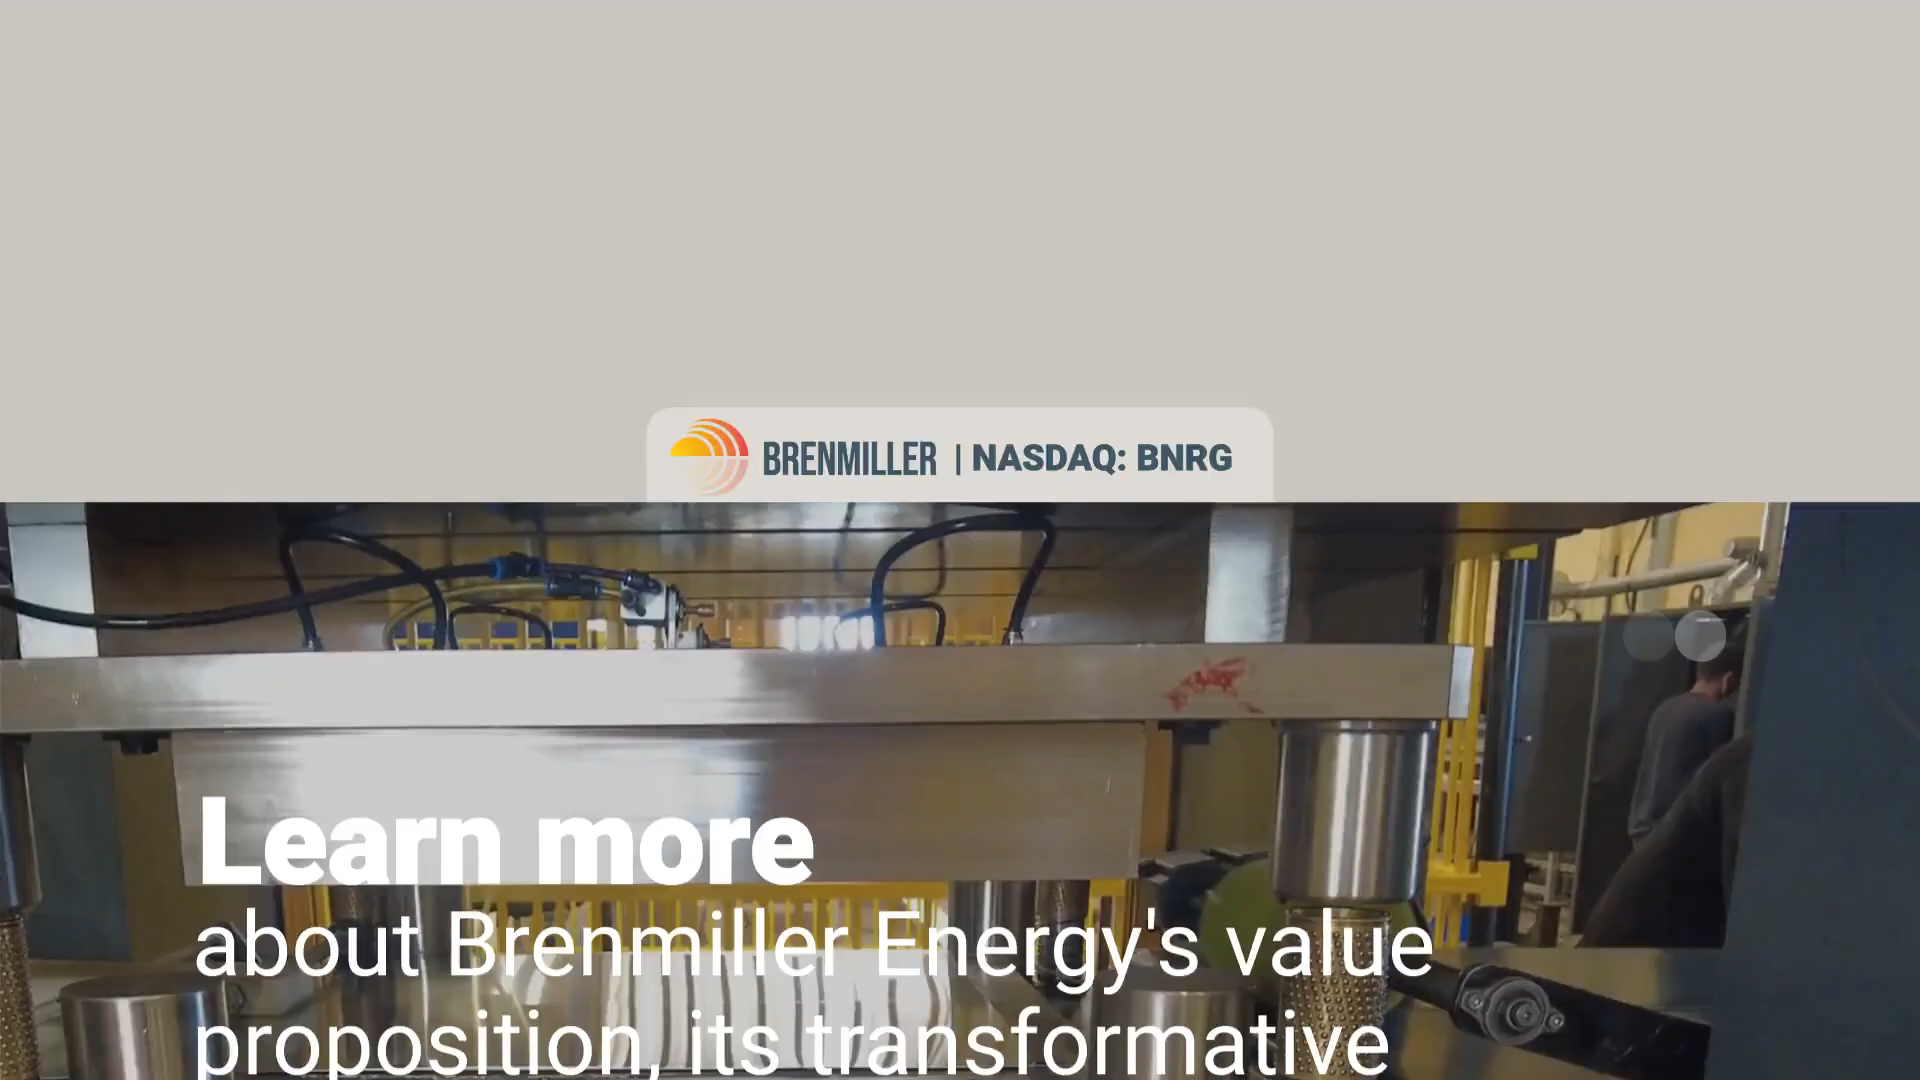 BRENMILLER | NASDAQ: BNRG
Learn more
about Brenmiller Energy's value
proposition, its transformative